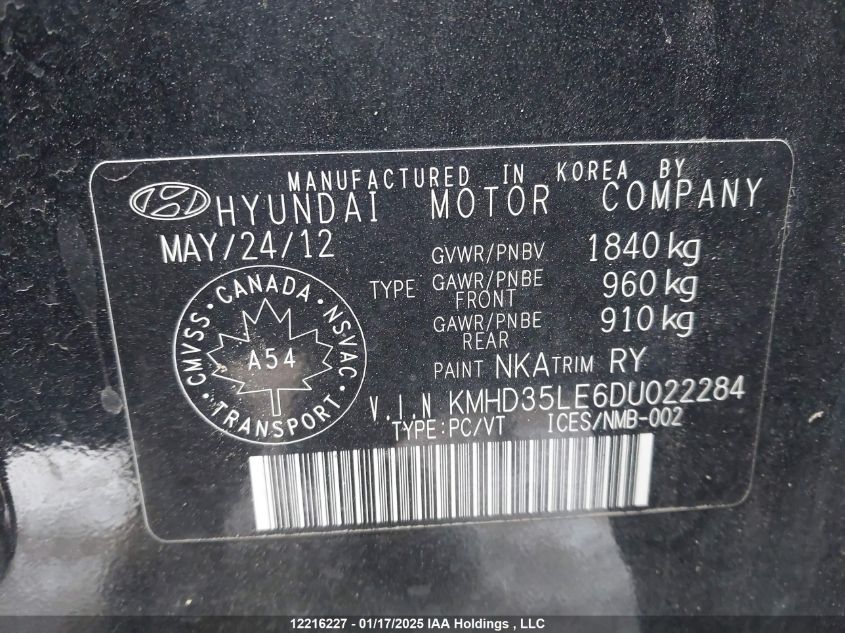 MANUFACTURED IN KOREA BY
HYUNDAI MOTOR COMPANY
MAY/24/12
GVWR/PNBV 1840 kg
TYPE GAWR/PNBE FRONT 960 kg
GAWR/PNBE REAR 910 kg
PAINT NKA TRIM RY
V.I.N KMHD35LE6DU022284
TYPE:PC/VT ICES/NMB-002
CMVSS · CANADA · NSVAC · TRANSPORT ·
A54
12216227 - 01/17/2025 IAA Holdings , LLC